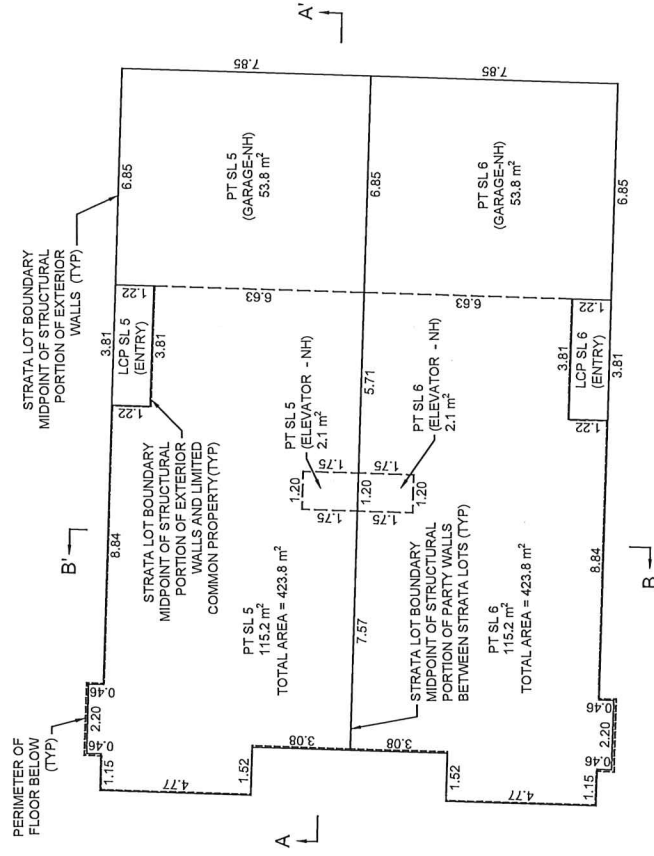 A'
7.85
7.85
STRATA LOT BOUNDARY
MIDPOINT OF STRUCTURAL
PORTION OF EXTERIOR
WALLS (TYP)
6.85
PT SL 5
(GARAGE-NH)
53.8 m²
6.85
PT SL 6
(GARAGE-NH)
53.8 m²
6.85
1.22
6.63
6.63
1.22
3.81
LCP SL 5
(ENTRY)
3.81
1.22
3.81
LCP SL 6
(ENTRY)
3.81
1.22
STRATA LOT BOUNDARY
MIDPOINT OF STRUCTURAL
PORTION OF EXTERIOR
WALLS AND LIMITED
COMMON PROPERTY(TYP)
5.71
PT SL 5
(ELEVATOR - NH)
2.1 m²
PT SL 6
(ELEVATOR - NH)
2.1 m²
1.75
1.75
1.20
1.20
1.20
1.75
1.75
B'
8.84
PT SL 5
115.2 m²
TOTAL AREA = 423.8 m²
7.57
PT SL 6
115.2 m²
TOTAL AREA = 423.8 m²
8.84
B
STRATA LOT BOUNDARY
MIDPOINT OF STRUCTURAL
PORTION OF PARTY WALLS
BETWEEN STRATA LOTS (TYP)
PERIMETER OF
FLOOR BELOW
(TYP)
0.46
2.20
0.46
1.15
4.77
1.52
3.08
3.08
1.52
4.77
1.15
0.46
2.20
0.46
A